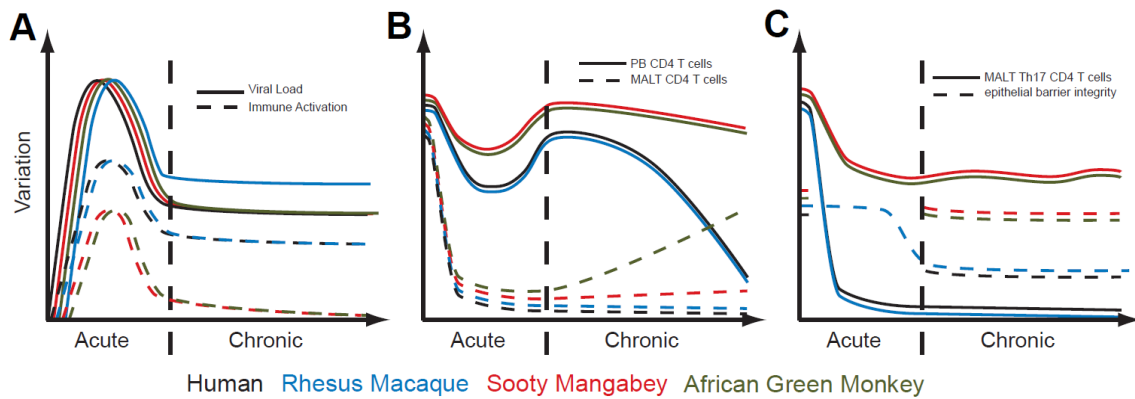 A
B
C
Variation
Viral Load
Immune Activation
PB CD4 T cells
MALT CD4 T cells
MALT Th17 CD4 T cells
epithelial barrier integrity
Acute
Chronic
Acute
Chronic
Acute
Chronic
Human Rhesus Macaque Sooty Mangabey African Green Monkey